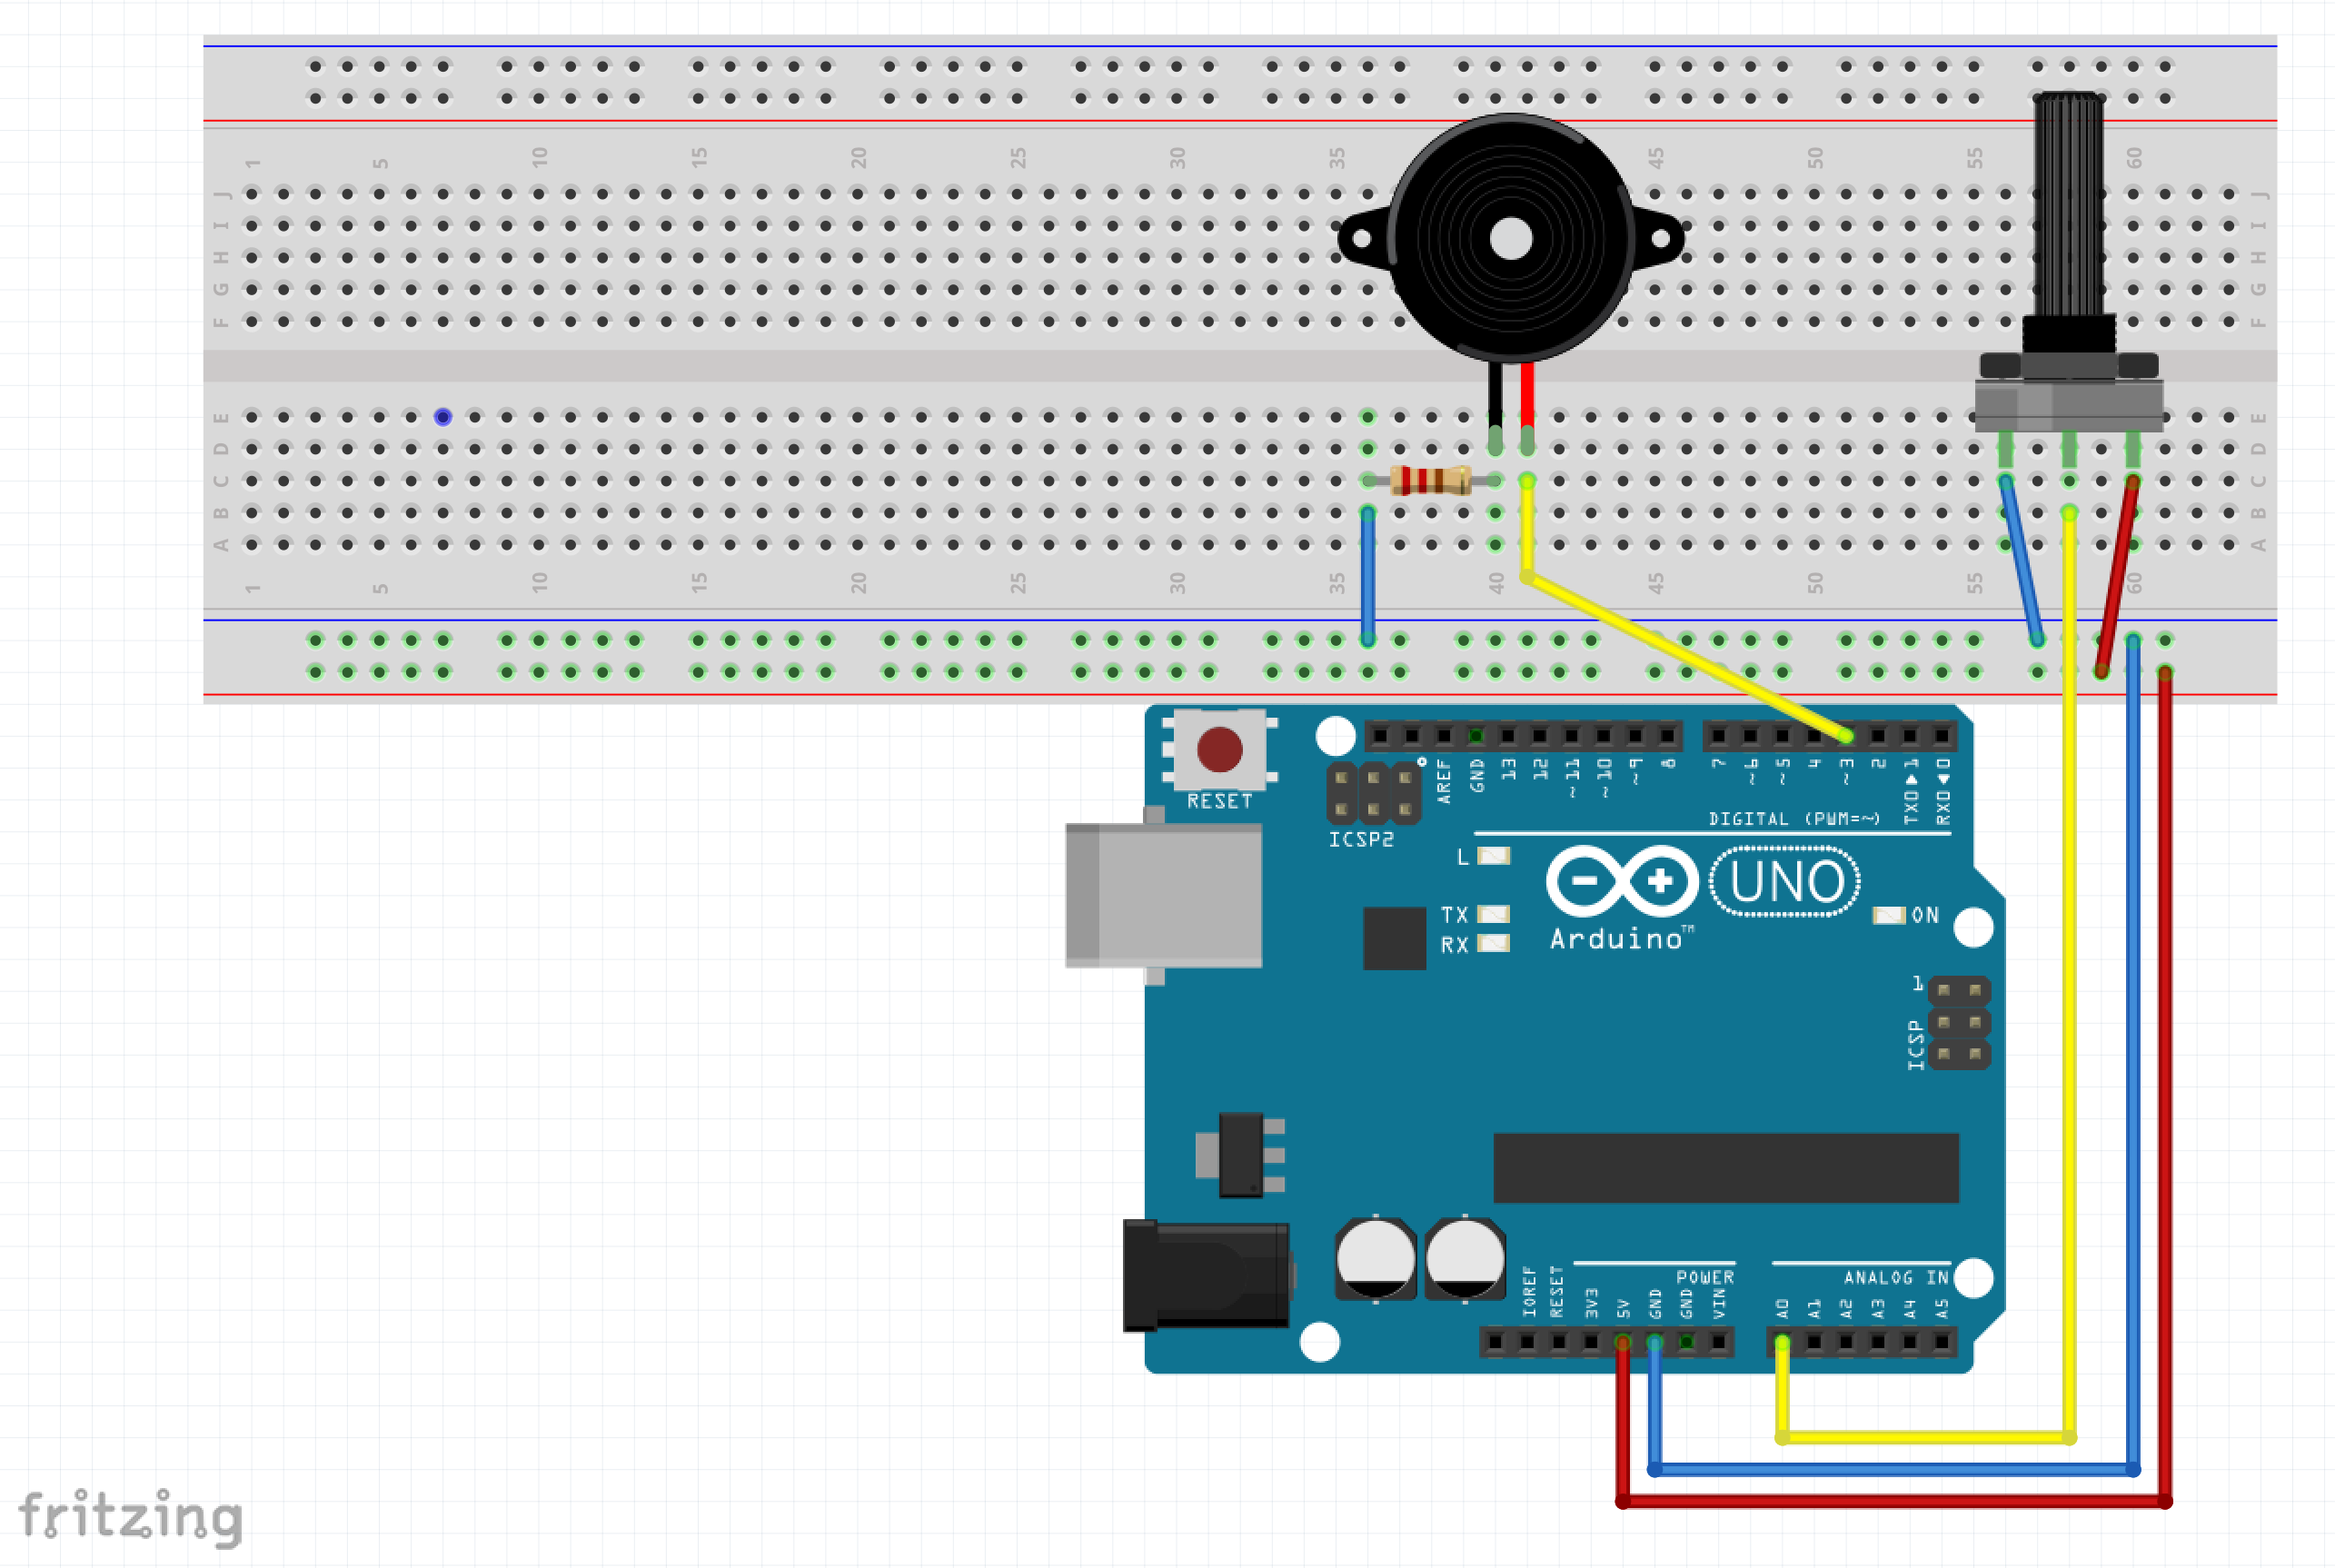 1 5 10 15 20 25 30 35 45 50 55 60
J J
I I
H H
G G
F F
E E
D D
C C
B B
A A
1 5 10 15 20 25 30 35 40 45 50 55 60
AREF GND 13 12 ~11 ~10 ~9 8 7 ~6 ~5 4 ~3 2 TX0▶1 RX0◀0
RESET
ICSP2
DIGITAL (PWM=~)
L
UNO
TX
RX
ON
Arduino™
1
ICSP
POWER
ANALOG IN
IOREF RESET 3V3 5V GND GND VIN A0 A1 A2 A3 A4 A5
fritzing